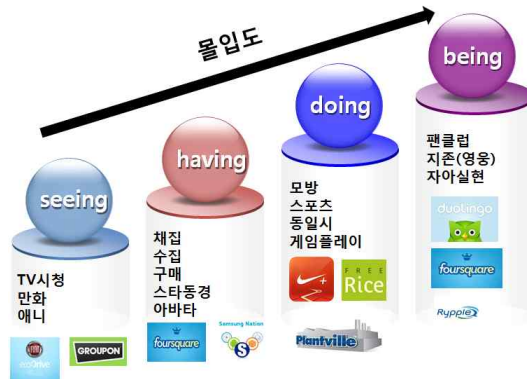 몰입도
seeing
TV시청
만화
애니
FIAT
ecoDrive
GROUPON
having
채집
수집
구매
스타동경
아바타
foursquare
Samsung Nation
S
doing
모방
스포츠
동일시
게임플레이
FREE
Rice
Plantville
being
팬클럽
지존(영웅)
자아실현
duolingo
foursquare
Rypple